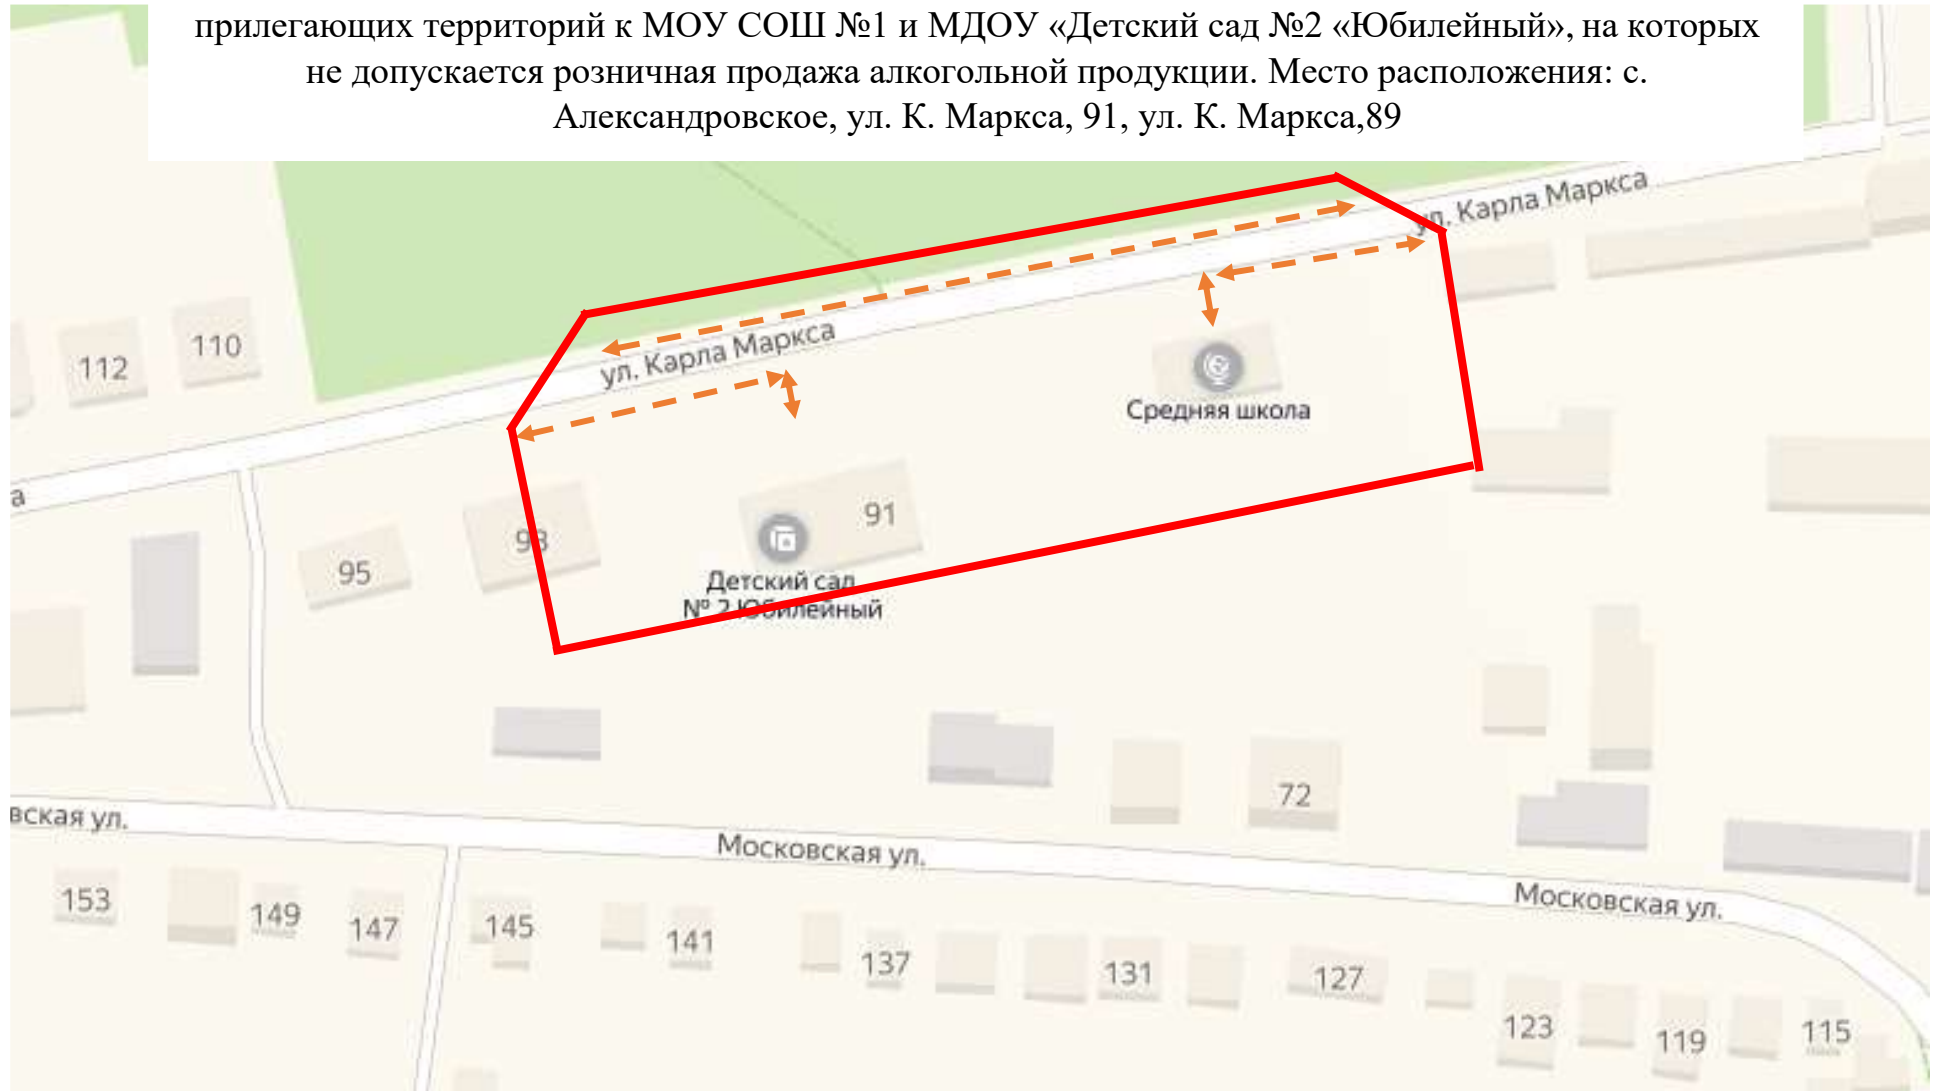 прилегающих территорий к МОУ СОШ №1 и МДОУ «Детский сад №2 «Юбилейный», на которых
не допускается розничная продажа алкогольной продукции. Место расположения: с.
Александровское, ул. К. Маркса, 91, ул. К. Маркса,89
ул. Карла Маркса
110
112
ул. Карла Маркса
Средняя школа
а
91
93
95
Детский сад
№ 2 Юбилейный
72
вская ул.
Московская ул.
Московская ул.
153
149
147
145
141
137
131
127
123
119
115